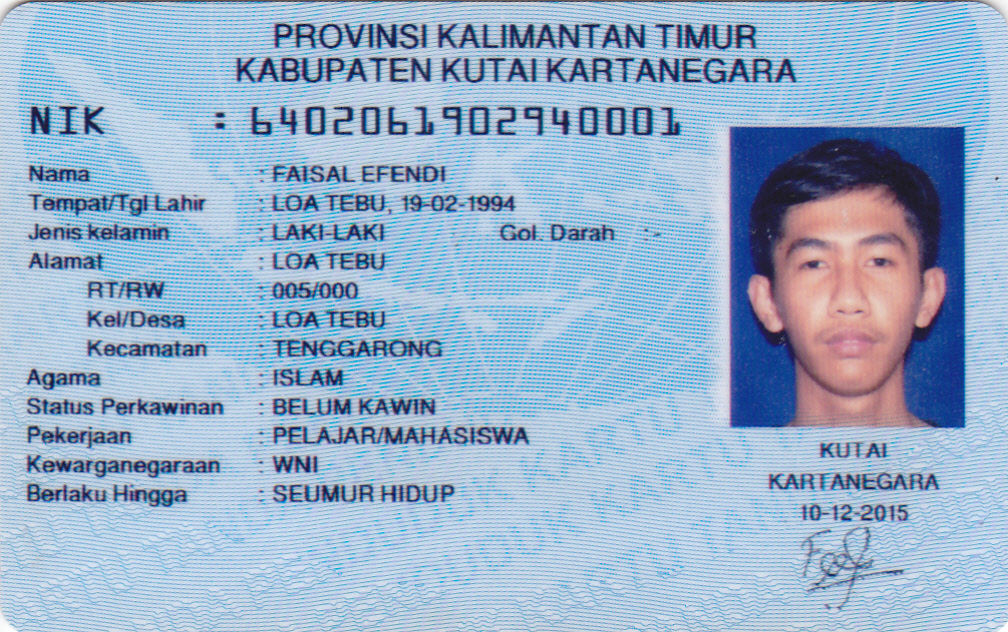 PROVINSI KALIMANTAN TIMUR
KABUPATEN KUTAI KARTANEGARA
NIK : 6402061902940001
Nama : FAISAL EFENDI
Tempat/Tgl Lahir : LOA TEBU, 19-02-1994
Jenis kelamin : LAKI-LAKI Gol. Darah : -
Alamat : LOA TEBU
RT/RW : 005/000
Kel/Desa : LOA TEBU
Kecamatan : TENGGARONG
Agama : ISLAM
Status Perkawinan : BELUM KAWIN
Pekerjaan : PELAJAR/MAHASISWA
Kewarganegaraan : WNI
Berlaku Hingga : SEUMUR HIDUP
KUTAI
KARTANEGARA
10-12-2015